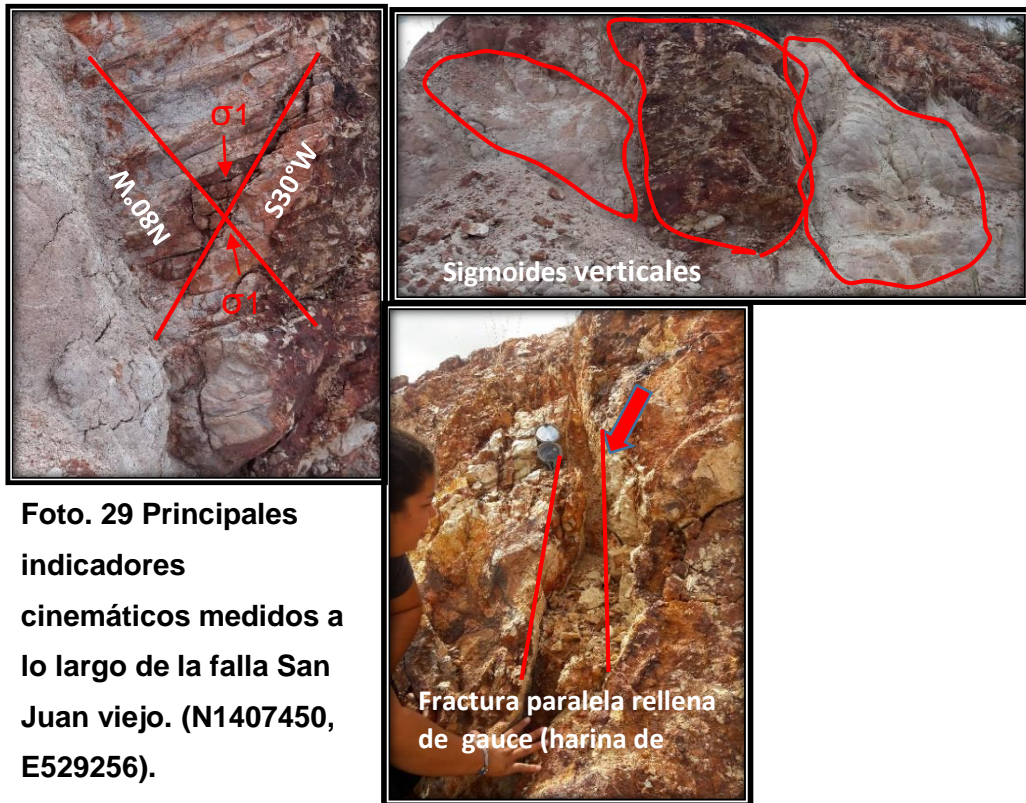 σ1
N80°W
S30°W
σ1
Sigmoides verticales
Fractura paralela rellena
de gauce (harina de
Foto. 29 Principales
indicadores
cinemáticos medidos a
lo largo de la falla San
Juan viejo. (N1407450,
E529256).